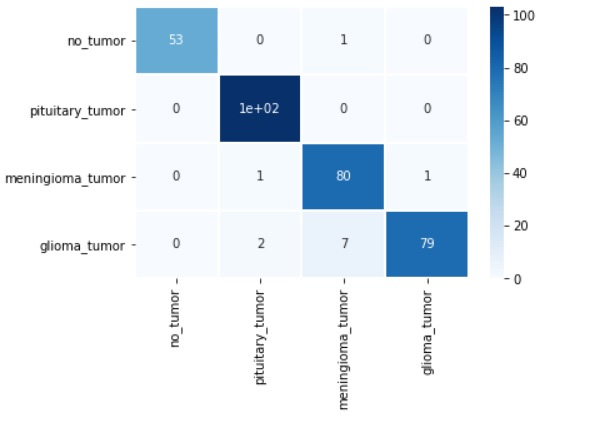 no_tumor 53 0 1 0
pituitary_tumor 0 1e+02 0 0
meningioma_tumor 0 1 80 1
glioma_tumor 0 2 7 79
no_tumor
pituitary_tumor
meningioma_tumor
glioma_tumor
100
80
60
40
20
0